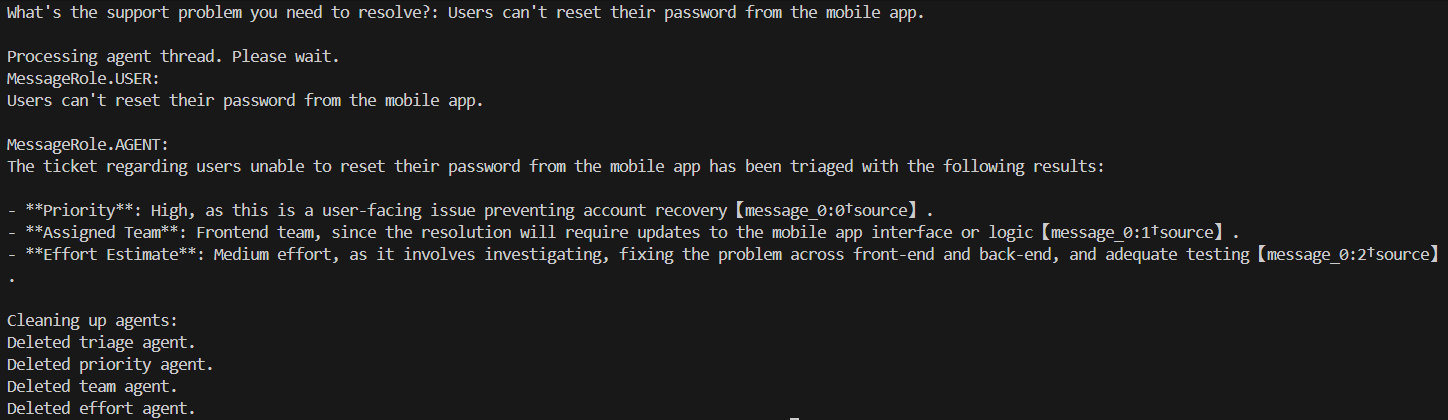 What's the support problem you need to resolve?: Users can't reset their password from the mobile app.
Processing agent thread. Please wait.
MessageRole.USER:
Users can't reset their password from the mobile app.
MessageRole.AGENT:
The ticket regarding users unable to reset their password from the mobile app has been triaged with the following results:
- **Priority**: High, as this is a user-facing issue preventing account recovery【message_0:0†source】.
- **Assigned Team**: Frontend team, since the resolution will require updates to the mobile app interface or logic【message_0:1†source】.
- **Effort Estimate**: Medium effort, as it involves investigating, fixing the problem across front-end and back-end, and adequate testing【message_0:2†source】
.
Cleaning up agents:
Deleted triage agent.
Deleted priority agent.
Deleted team agent.
Deleted effort agent.